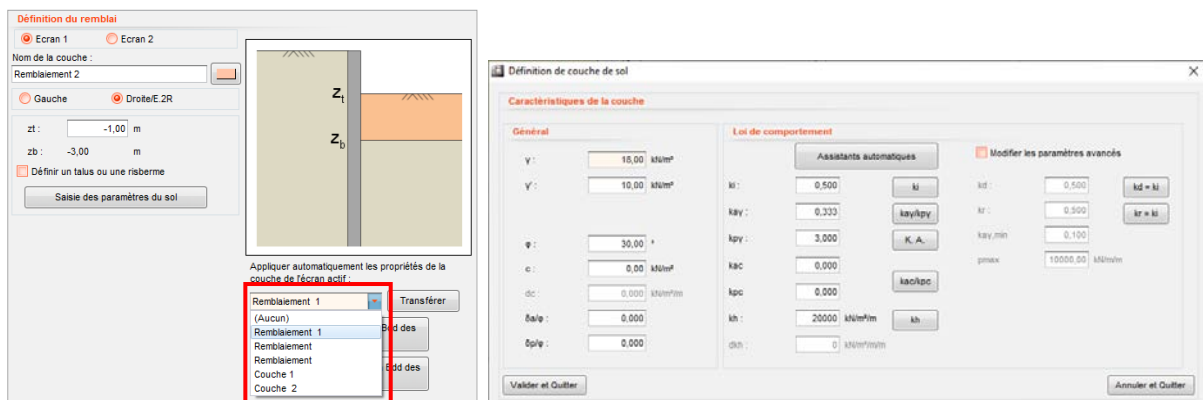 Définition du remblai
Ecran 1 Ecran 2
Nom de la couche :
Remblaiement 2
Gauche Droite/E.2R
zt : -1,00 m
zb : -3,00 m
Définir un talus ou une risberme
Saisie des paramètres du sol
Zt
Zb
Appliquer automatiquement les propriétés de la
couche de l'écran actif :
Remblaiement 1 Transférer
(Aucun)
Remblaiement 1
Remblaiement
Remblaiement
Couche 1
Couche 2
Bdd des
Bdd des
Définition de couche de sol
Caractéristiques de la couche
Général
γ : 18,00 kN/m³
γ' : 10,00 kN/m³
φ : 30,00 °
c : 0,00 kN/m²
dc : 0,000 kN/m²/m
δa/φ : 0,000
δp/φ : 0,000
Loi de comportement
Assistants automatiques
ki : 0,500 ki
kaγ : 0,333 kaγ/kpγ
kpγ : 3,000 K. A.
kac 0,000
kac/kpc
kpc 0,000
kh : 20000 kN/m²/m kh
dkh : 0 kN/m²/m/m
Modifier les paramètres avancés
kd : 0,500 kd = ki
kr : 0,500 kr = ki
kaγ,min 0,100
pmax 10000,00 kN/m/m
Valider et Quitter
Annuler et Quitter